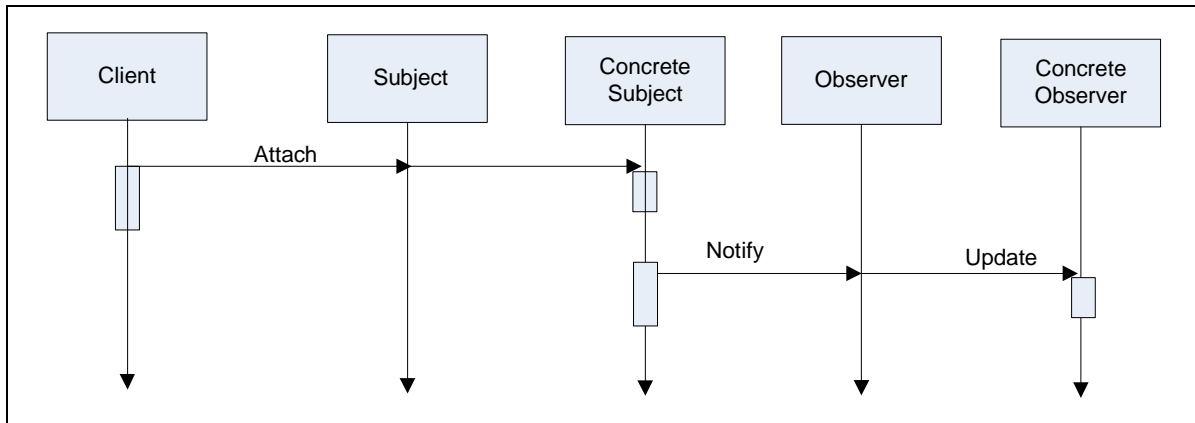 Client
Subject
Concrete
Subject
Observer
Concrete
Observer
Attach
Notify
Update